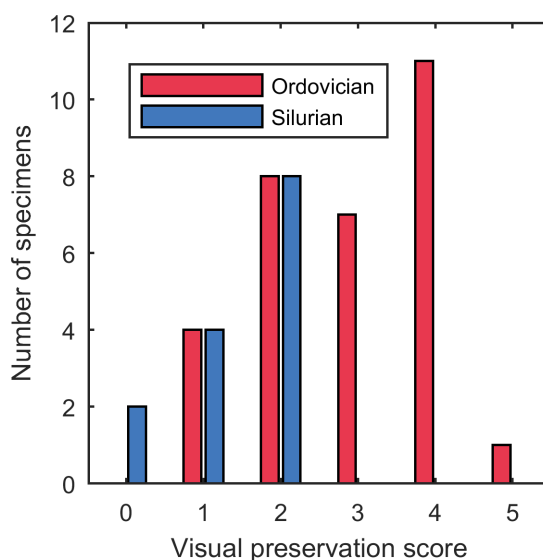 12
10
8
6
4
2
0
Number of specimens
Ordovician
Silurian
0 1 2 3 4 5
Visual preservation score